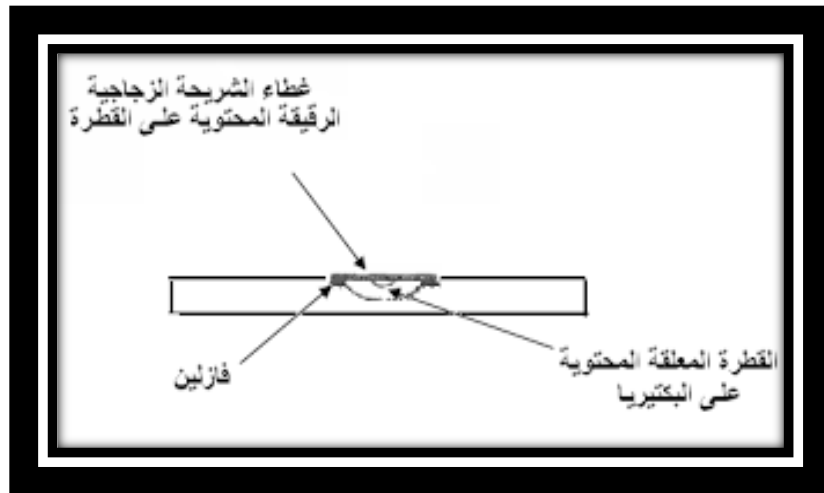 غطاء الشريحة الزجاجية
الرقيقة المحتوية على القطرة
القطرة المعلقة المحتوية
على البكتيريا
فازلين